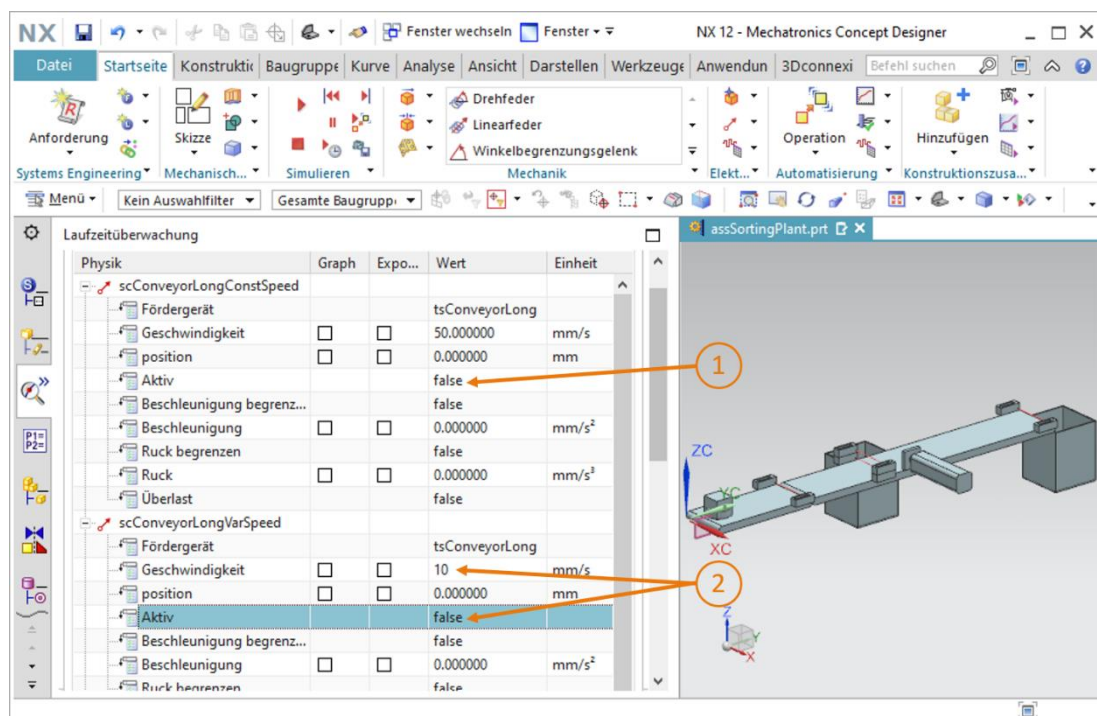 NX Fenster wechseln Fenster NX 12 - Mechatronics Concept Designer
Datei Startseite Konstruktic Baugruppe Kurve Analyse Ansicht Darstellen Werkzeuge Anwendun 3Dconnexi Befehl suchen
Anforderung Skizze Drehfeder Linearfeder Winkelbegrenzungsgelenk Operation Hinzufügen
Systems Engineering Mechanisch... Simulieren Mechanik Elekt... Automatisierung Konstruktionszusa...
Menü Kein Auswahlfilter Gesamte Baugruppe
Laufzeitüberwachung assSortingPlant.prt
Physik Graph Expo... Wert Einheit
scConveyorLongConstSpeed
Fördergerät tsConveyorLong
Geschwindigkeit 50.000000 mm/s
position 0.000000 mm
Aktiv false
1
Beschleunigung begrenz... false
Beschleunigung 0.000000 mm/s²
Ruck begrenzen false
Ruck 0.000000 mm/s³
Überlast false
scConveyorLongVarSpeed
Fördergerät tsConveyorLong
Geschwindigkeit 10 mm/s
position 0.000000 mm
2
Aktiv false
Beschleunigung begrenz... false
Beschleunigung 0.000000 mm/s²
Ruck begrenzen false
P1=
P2=
ZC
YC
XC
Z
Y
X